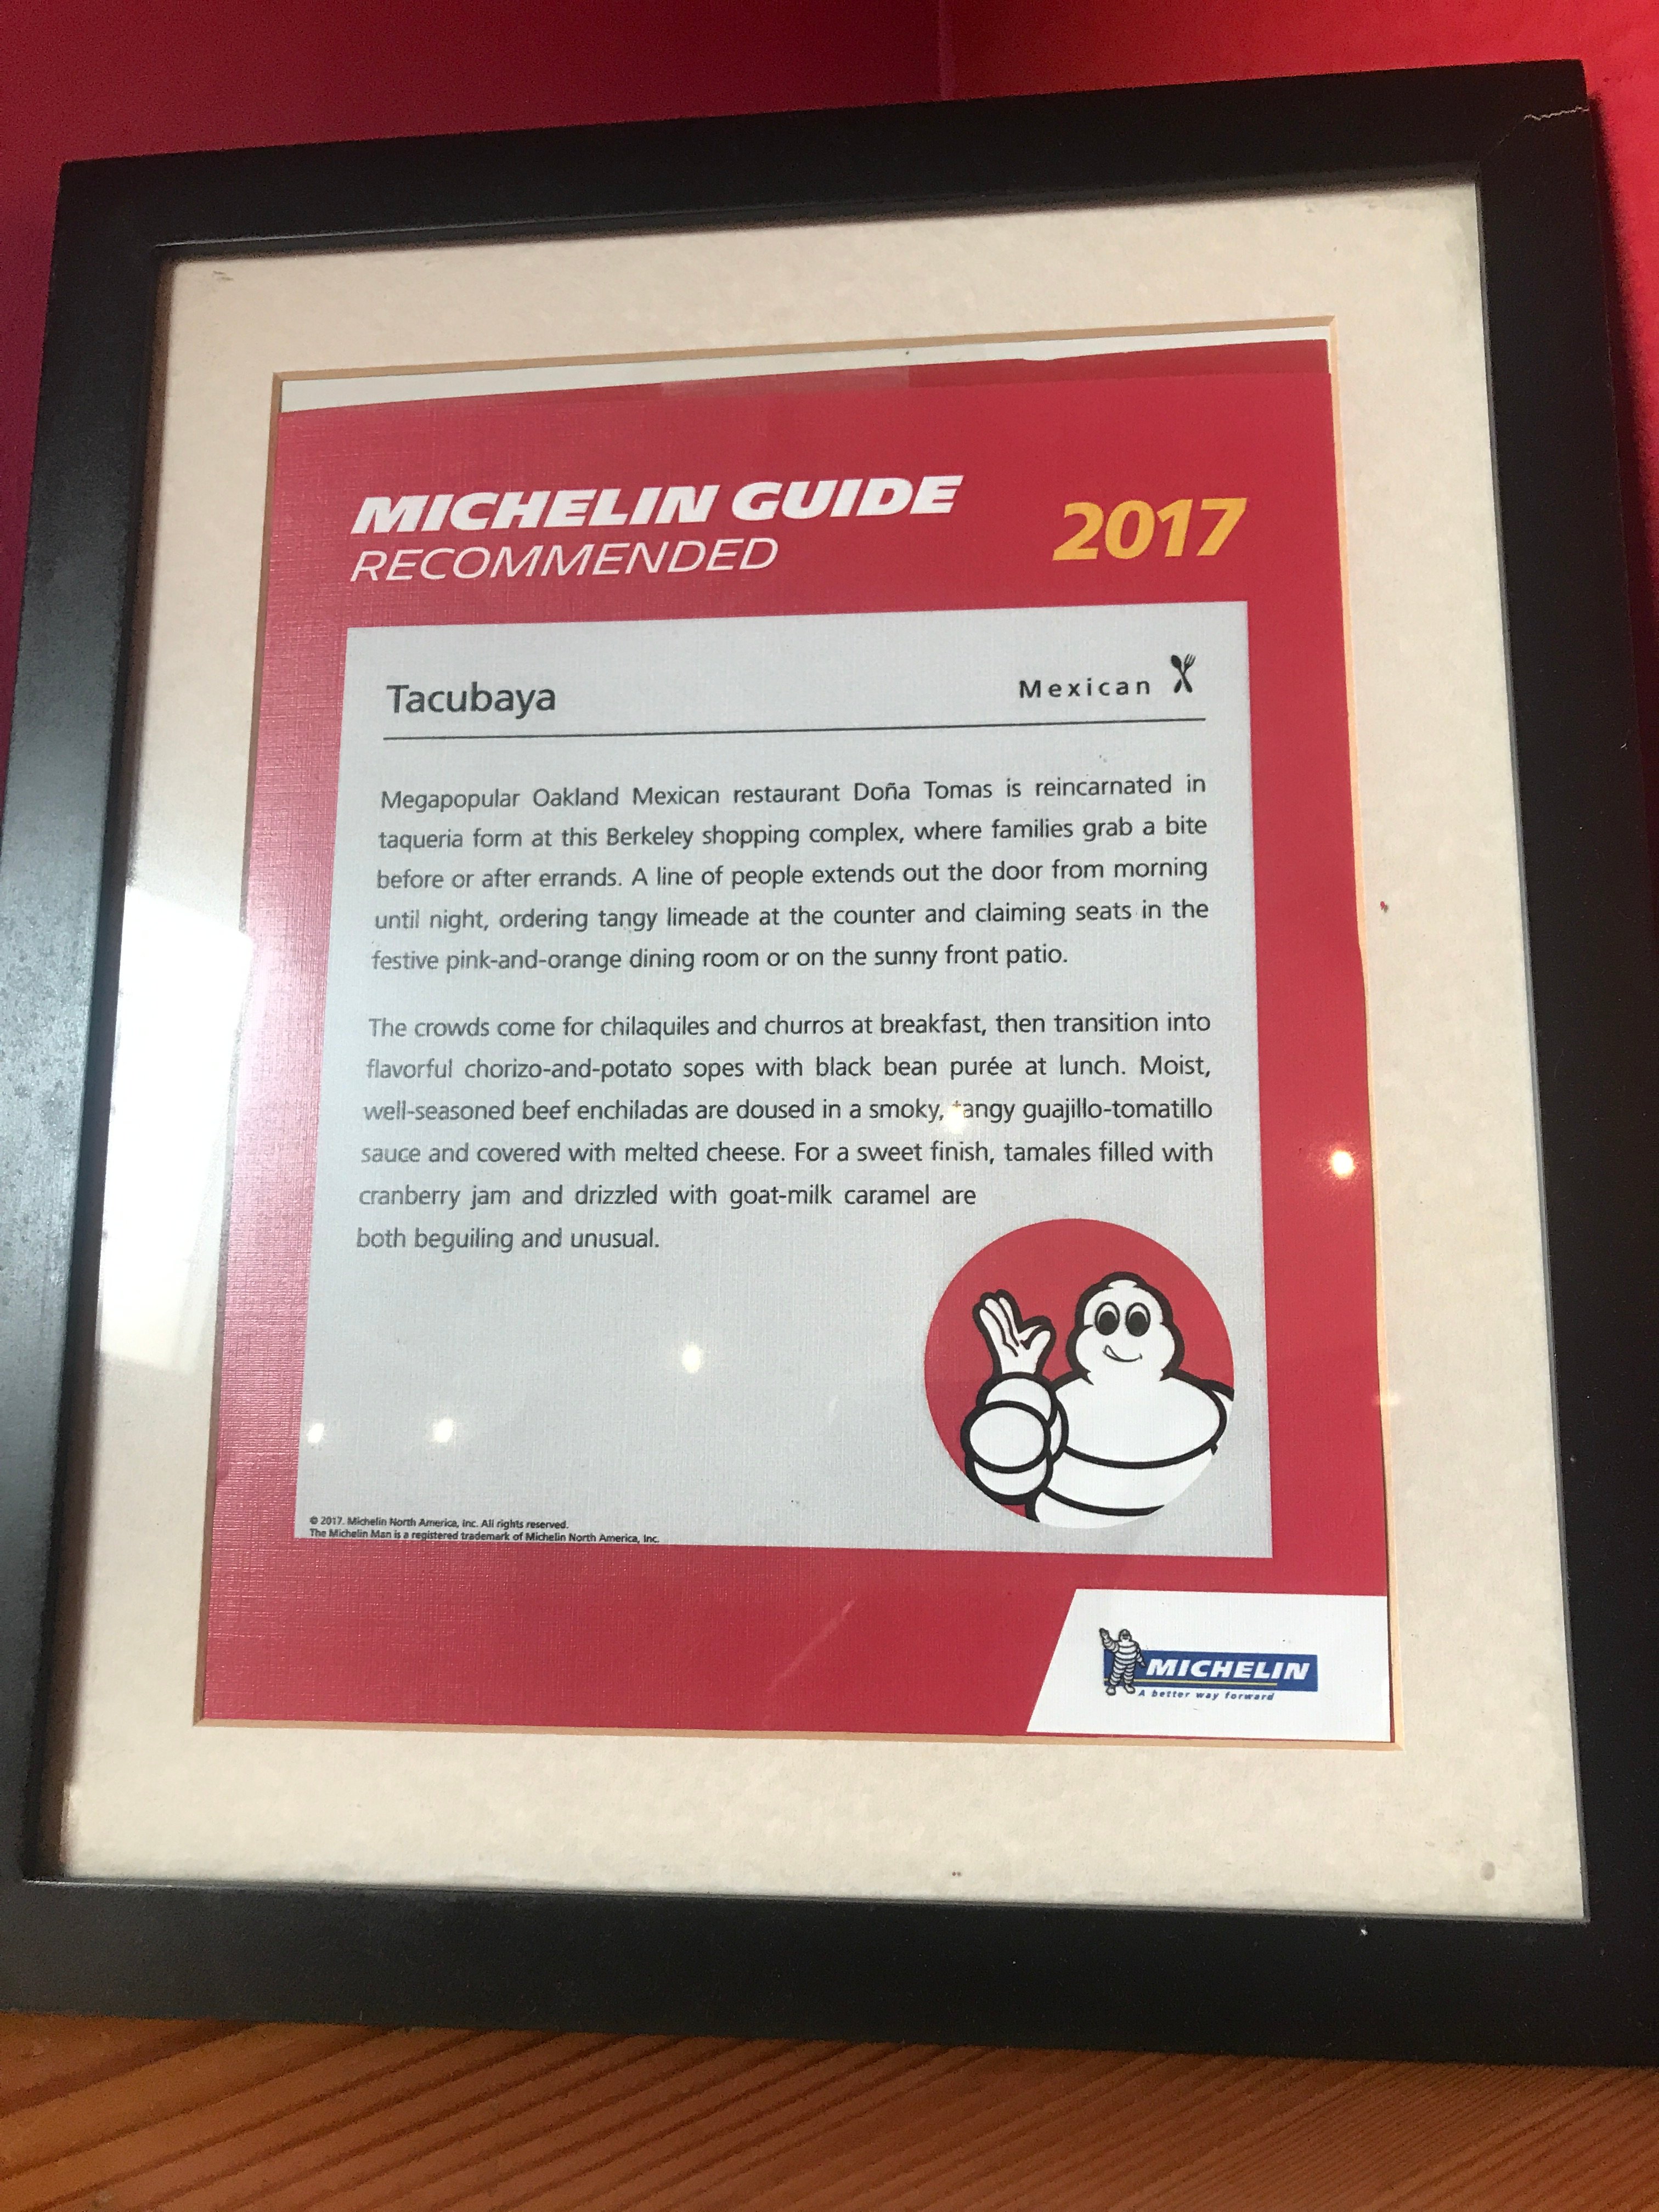 MICHELIN GUIDE
RECOMMENDED
2017
Tacubaya
Mexican
Megapopular Oakland Mexican restaurant Doña Tomas is reincarnated in
taqueria form at this Berkeley shopping complex, where families grab a bite
before or after errands. A line of people extends out the door from morning
until night, ordering tangy limeade at the counter and claiming seats in the
festive pink-and-orange dining room or on the sunny front patio.
The crowds come for chilaquiles and churros at breakfast, then transition into
flavorful chorizo-and-potato sopes with black bean purée at lunch. Moist,
well-seasoned beef enchiladas are doused in a smoky, tangy guajillo-tomatillo
sauce and covered with melted cheese. For a sweet finish, tamales filled with
cranberry jam and drizzled with goat-milk caramel are
both beguiling and unusual.
© 2017. Michelin North America, Inc. All rights reserved.
The Michelin Man is a registered trademark of Michelin North America, Inc.
MICHELIN
A better way forward